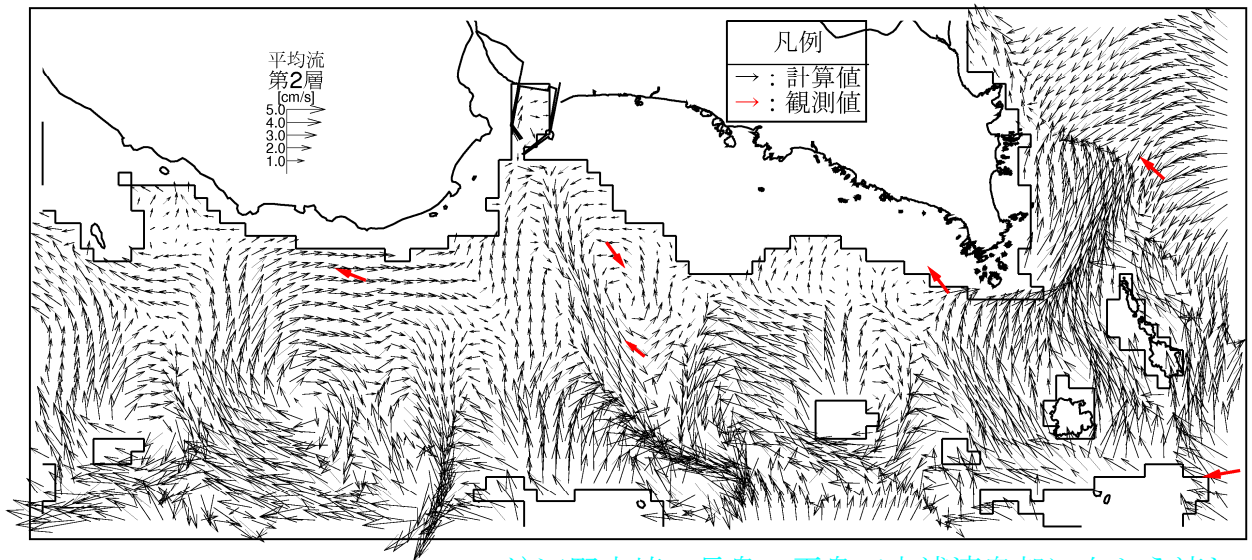 平均流
第2層
[cm/s]
5.0
4.0
3.0
2.0
1.0
凡例
→ : 計算値
→ : 観測値